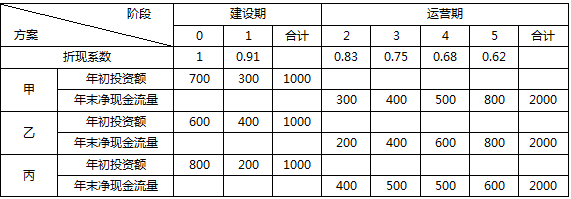 阶段 建设期 运营期
方案 0 1 合计 2 3 4 5 合计
折现系数 1 0.91 0.83 0.75 0.68 0.62
甲 年初投资额 700 300 1000
年末净现金流量 300 400 500 800 2000
乙 年初投资额 600 400 1000
年末净现金流量 200 400 600 800 2000
丙 年初投资额 800 200 1000
年末净现金流量 400 500 500 600 2000